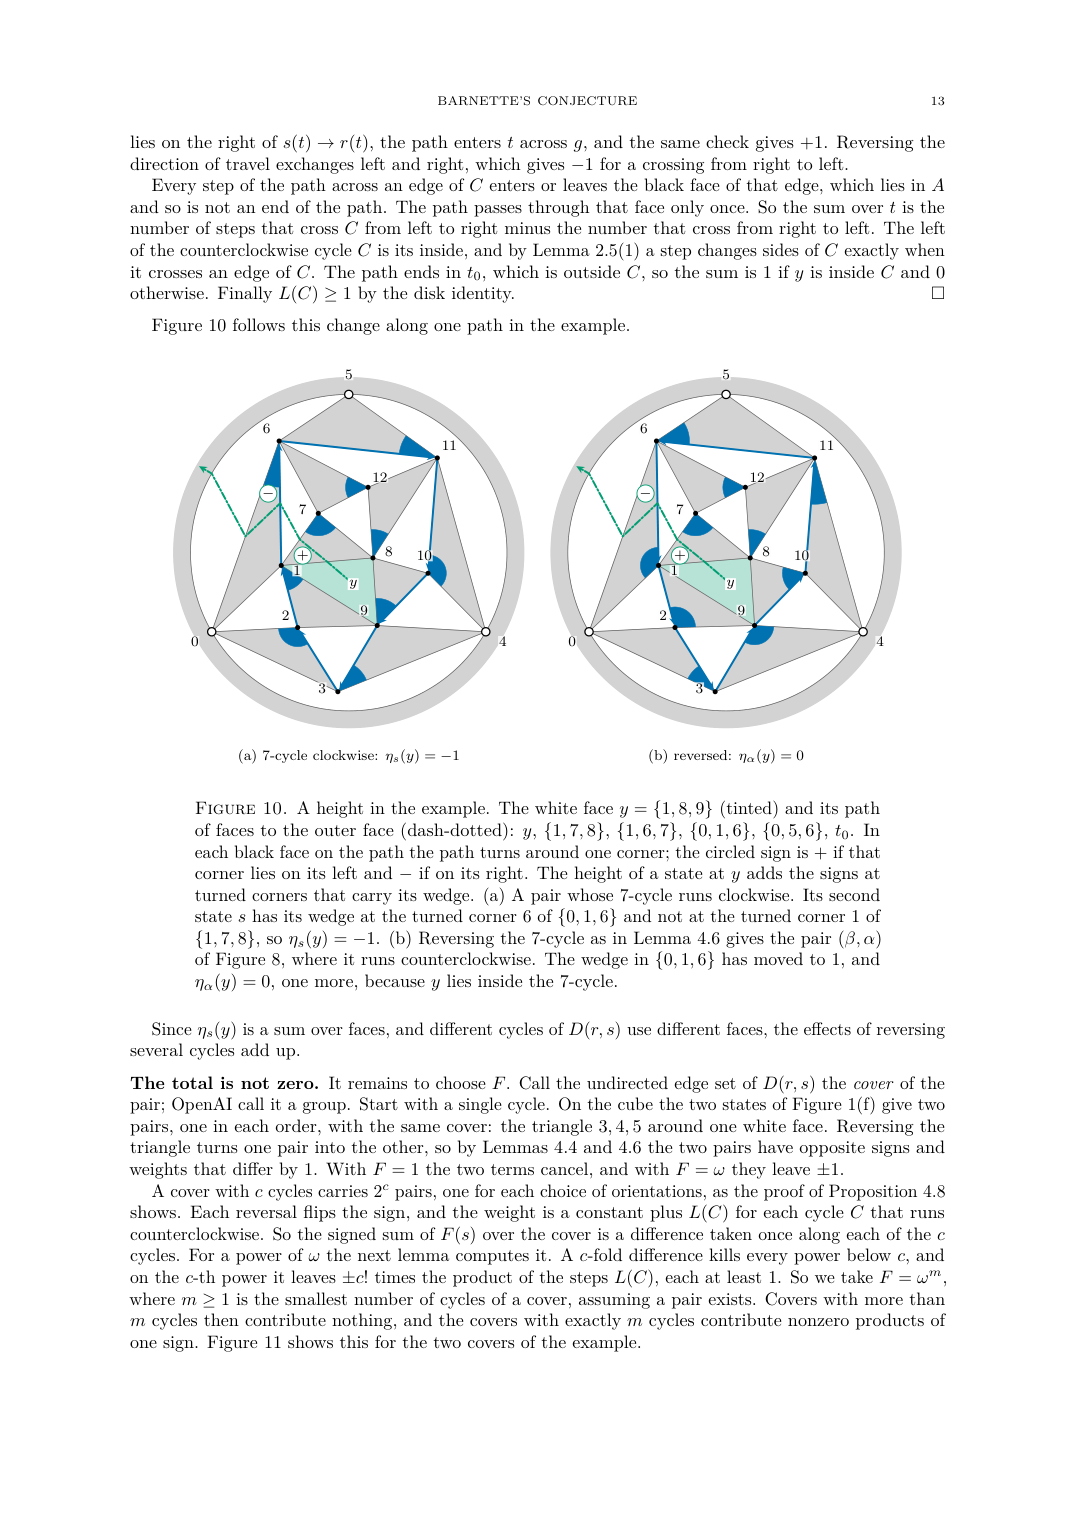 BARNETTE'S CONJECTURE 13
lies on the right of s(t) → r(t), the path enters t across g, and the same check gives +1. Reversing the
direction of travel exchanges left and right, which gives −1 for a crossing from right to left.
Every step of the path across an edge of C enters or leaves the black face of that edge, which lies in A
and so is not an end of the path. The path passes through that face only once. So the sum over t is the
number of steps that cross C from left to right minus the number that cross from right to left. The left
of the counterclockwise cycle C is its inside, and by Lemma 2.5(1) a step changes sides of C exactly when
it crosses an edge of C. The path ends in t₀, which is outside C, so the sum is 1 if y is inside C and 0
otherwise. Finally L(C) ≥ 1 by the disk identity. □
Figure 10 follows this change along one path in the example.
5
6
11
12
−
7
8
10
+
1
y
9
2
0
4
3
5
6
11
12
−
7
8
10
+
1
y
9
2
0
4
3
(a) 7-cycle clockwise: ηₛ(y) = −1
(b) reversed: η_α(y) = 0
FIGURE 10. A height in the example. The white face y = {1, 8, 9} (tinted) and its path
of faces to the outer face (dash-dotted): y, {1, 7, 8}, {1, 6, 7}, {0, 1, 6}, {0, 5, 6}, t₀. In
each black face on the path the path turns around one corner; the circled sign is + if that
corner lies on its left and − if on its right. The height of a state at y adds the signs at
turned corners that carry its wedge. (a) A pair whose 7-cycle runs clockwise. Its second
state s has its wedge at the turned corner 6 of {0, 1, 6} and not at the turned corner 1 of
{1, 7, 8}, so ηₛ(y) = −1. (b) Reversing the 7-cycle as in Lemma 4.6 gives the pair (β, α)
of Figure 8, where it runs counterclockwise. The wedge in {0, 1, 6} has moved to 1, and
η_α(y) = 0, one more, because y lies inside the 7-cycle.
Since ηₛ(y) is a sum over faces, and different cycles of D(r, s) use different faces, the effects of reversing
several cycles add up.
The total is not zero. It remains to choose F. Call the undirected edge set of D(r, s) the cover of the
pair; OpenAI call it a group. Start with a single cycle. On the cube the two states of Figure 1(f) give two
pairs, one in each order, with the same cover: the triangle 3, 4, 5 around one white face. Reversing the
triangle turns one pair into the other, so by Lemmas 4.4 and 4.6 the two pairs have opposite signs and
weights that differ by 1. With F = 1 the two terms cancel, and with F = ω they leave ±1.
A cover with c cycles carries 2ᶜ pairs, one for each choice of orientations, as the proof of Proposition 4.8
shows. Each reversal flips the sign, and the weight is a constant plus L(C) for each cycle C that runs
counterclockwise. So the signed sum of F(s) over the cover is a difference taken once along each of the c
cycles. For a power of ω the next lemma computes it. A c-fold difference kills every power below c, and
on the c-th power it leaves ±c! times the product of the steps L(C), each at least 1. So we take F = ωᵐ,
where m ≥ 1 is the smallest number of cycles of a cover, assuming a pair exists. Covers with more than
m cycles then contribute nothing, and the covers with exactly m cycles contribute nonzero products of
one sign. Figure 11 shows this for the two covers of the example.